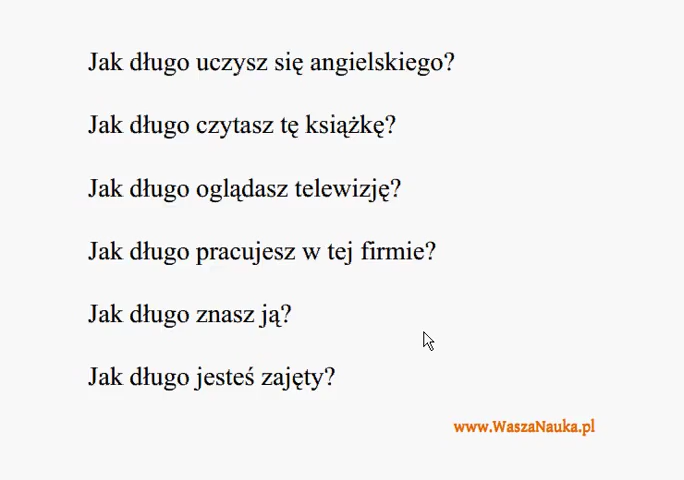 Jak długo uczysz się angielskiego?
Jak długo czytasz tę książkę?
Jak długo oglądasz telewizję?
Jak długo pracujesz w tej firmie?
Jak długo znasz ją?
Jak długo jesteś zajęty?
www.WaszaNauka.pl